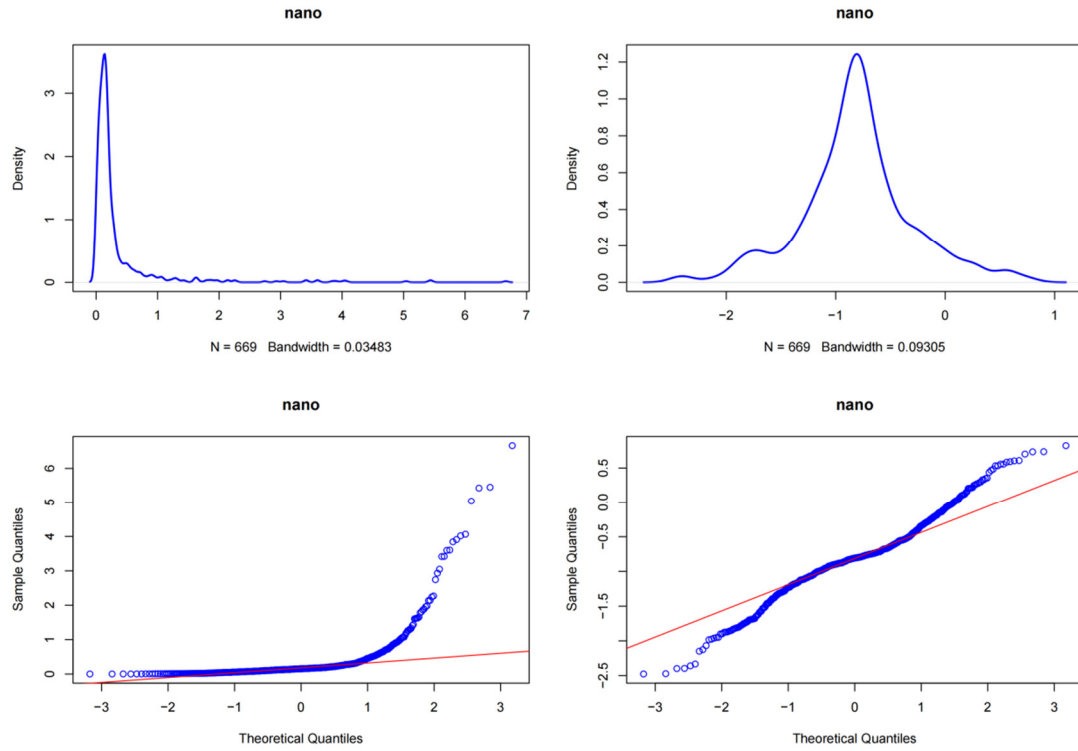 nano
Density
3
2
1
0
0 1 2 3 4 5 6 7
N = 669 Bandwidth = 0.03483
nano
Density
1.2
1.0
0.8
0.6
0.4
0.2
0.0
−2 −1 0 1
N = 669 Bandwidth = 0.09305
nano
Sample Quantiles
6
5
4
3
2
1
0
−3 −2 −1 0 1 2 3
Theoretical Quantiles
nano
Sample Quantiles
0.5
0.0
−0.5
−1.5
−2.5
−3 −2 −1 0 1 2 3
Theoretical Quantiles